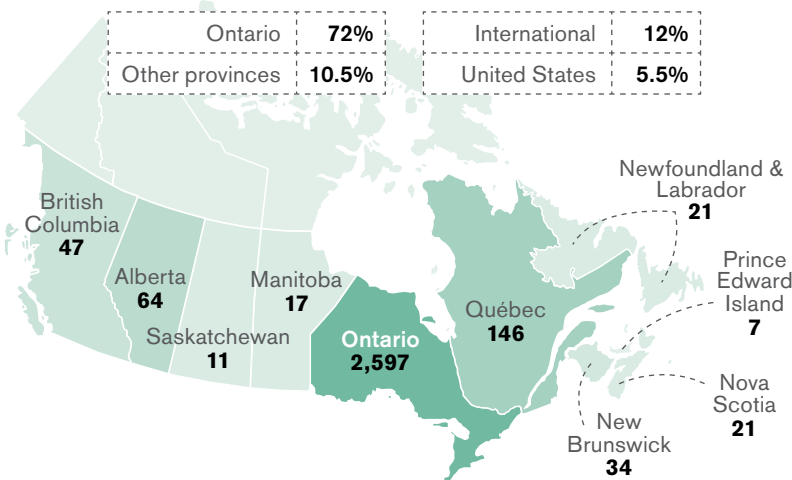 Ontario 72%
Other provinces 10.5%
International 12%
United States 5.5%
British
Columbia
47
Alberta
64
Saskatchewan
11
Manitoba
17
Ontario
2,597
Québec
146
Newfoundland &
Labrador
21
Prince
Edward
Island
7
Nova
Scotia
21
New
Brunswick
34